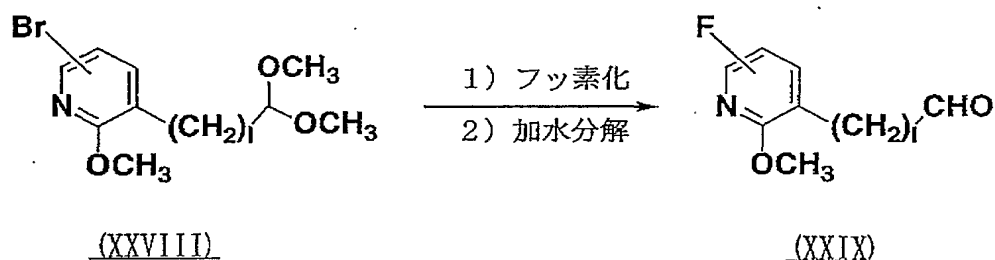 Br
N
OCH3
(CH2)l
OCH3
OCH3
1) フッ素化
2) 加水分解
F
N
OCH3
(CH2)l
CHO
(XXVIII)
(XXIX)